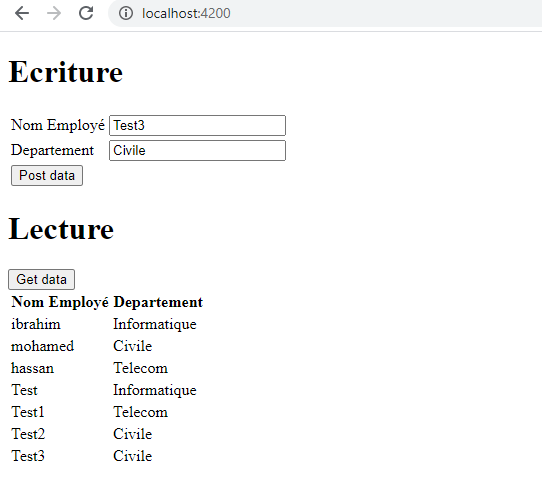 localhost:4200
Ecriture
Nom Employé Test3
Departement Civile
Post data
Lecture
Get data
Nom Employé Departement
ibrahim Informatique
mohamed Civile
hassan Telecom
Test Informatique
Test1 Telecom
Test2 Civile
Test3 Civile